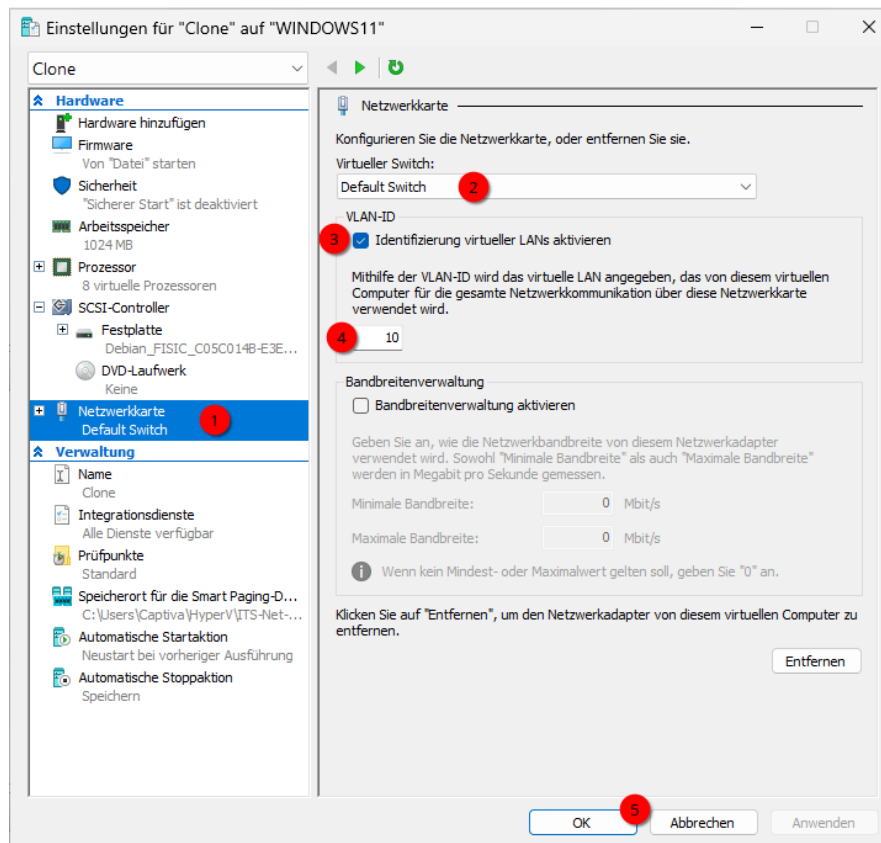 Einstellungen für "Clone" auf "WINDOWS11"
Clone
Hardware
Hardware hinzufügen
Firmware
Von "Datei" starten
Sicherheit
"Sicherer Start" ist deaktiviert
Arbeitsspeicher
1024 MB
Prozessor
8 virtuelle Prozessoren
SCSI-Controller
Festplatte
Debian_FISIC_C05C014B-E3E...
DVD-Laufwerk
Keine
Netzwerkkarte
Default Switch
1
Verwaltung
Name
Clone
Integrationsdienste
Alle Dienste verfügbar
Prüfpunkte
Standard
Speicherort für die Smart Paging-D...
C:\Users\Captiva\HyperV\ITS-Net-...
Automatische Startaktion
Neustart bei vorheriger Ausführung
Automatische Stoppaktion
Speichern
Netzwerkkarte
Konfigurieren Sie die Netzwerkkarte, oder entfernen Sie sie.
Virtueller Switch:
Default Switch 2
VLAN-ID
3 Identifizierung virtueller LANs aktivieren
Mithilfe der VLAN-ID wird das virtuelle LAN angegeben, das von diesem virtuellen
Computer für die gesamte Netzwerkkommunikation über diese Netzwerkkarte
verwendet wird.
4 10
Bandbreitenverwaltung
Bandbreitenverwaltung aktivieren
Geben Sie an, wie die Netzwerkbandbreite von diesem Netzwerkadapter
verwendet wird. Sowohl "Minimale Bandbreite" als auch "Maximale Bandbreite"
werden in Megabit pro Sekunde gemessen.
Minimale Bandbreite: 0 Mbit/s
Maximale Bandbreite: 0 Mbit/s
Wenn kein Mindest- oder Maximalwert gelten soll, geben Sie "0" an.
Klicken Sie auf "Entfernen", um den Netzwerkadapter von diesem virtuellen Computer zu
entfernen.
Entfernen
5
OK Abbrechen Anwenden